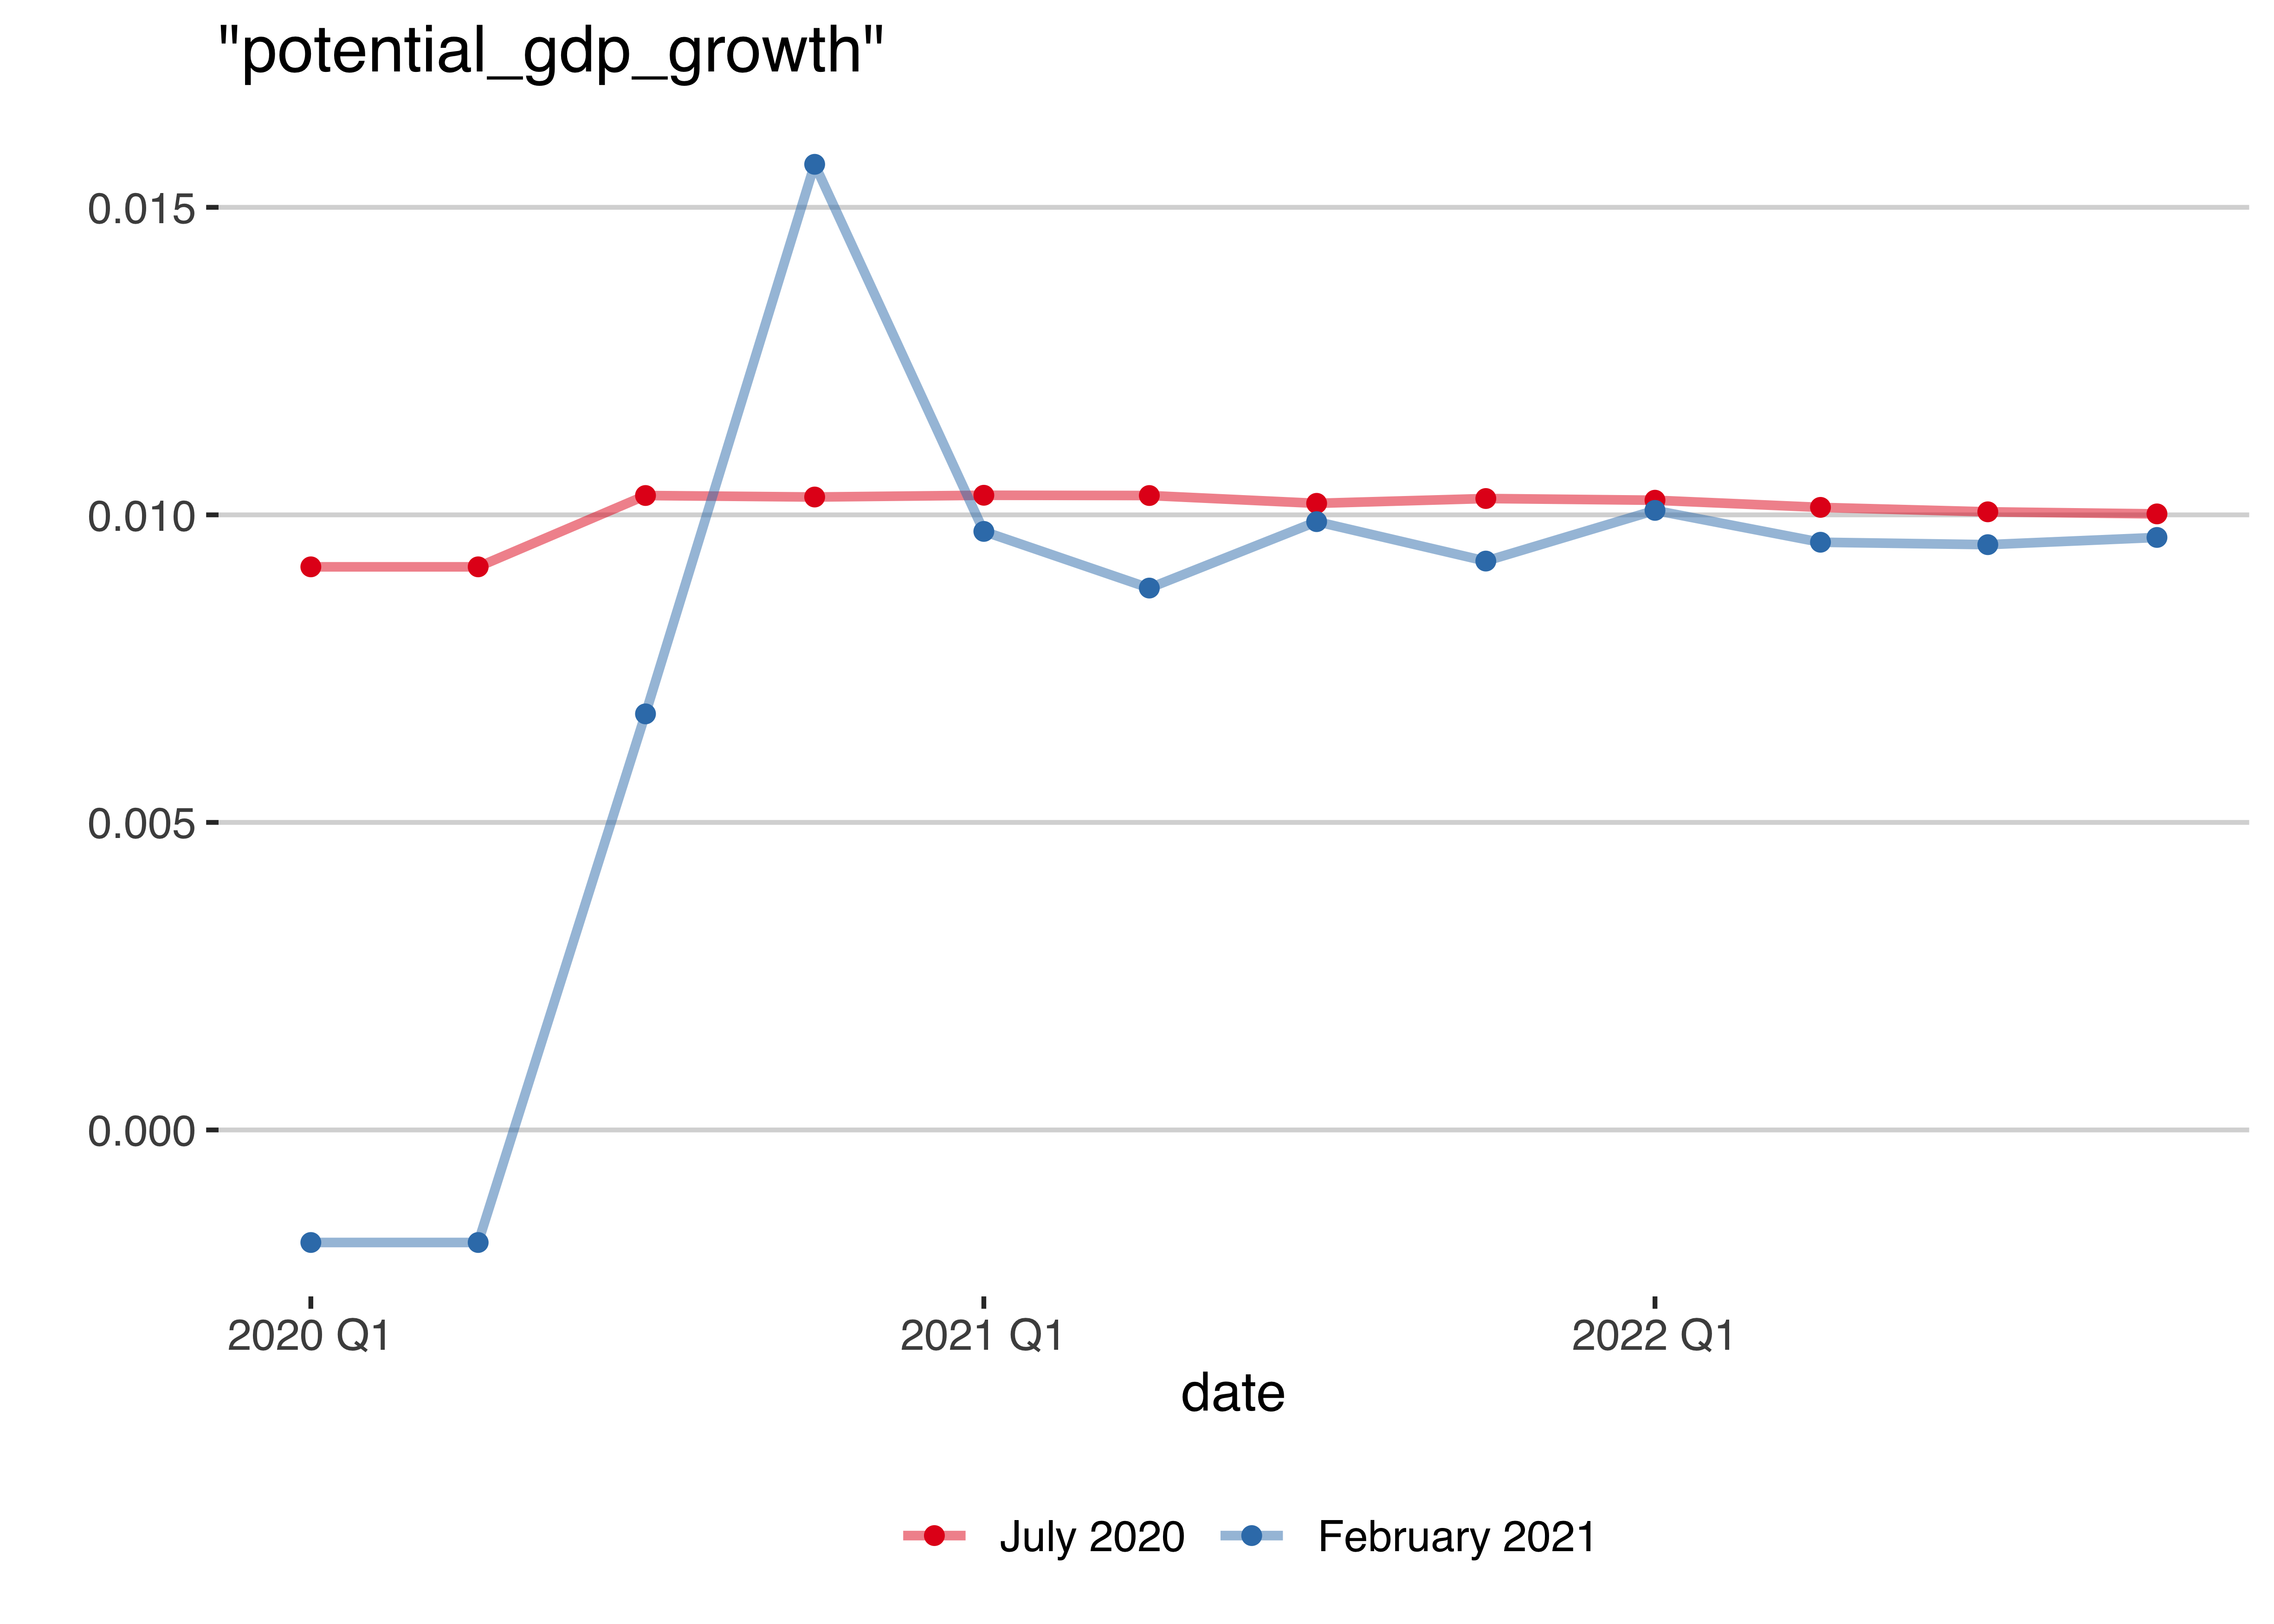 "potential_gdp_growth"
0.015
0.010
0.005
0.000
2020 Q1 2021 Q1 2022 Q1
date
July 2020 February 2021